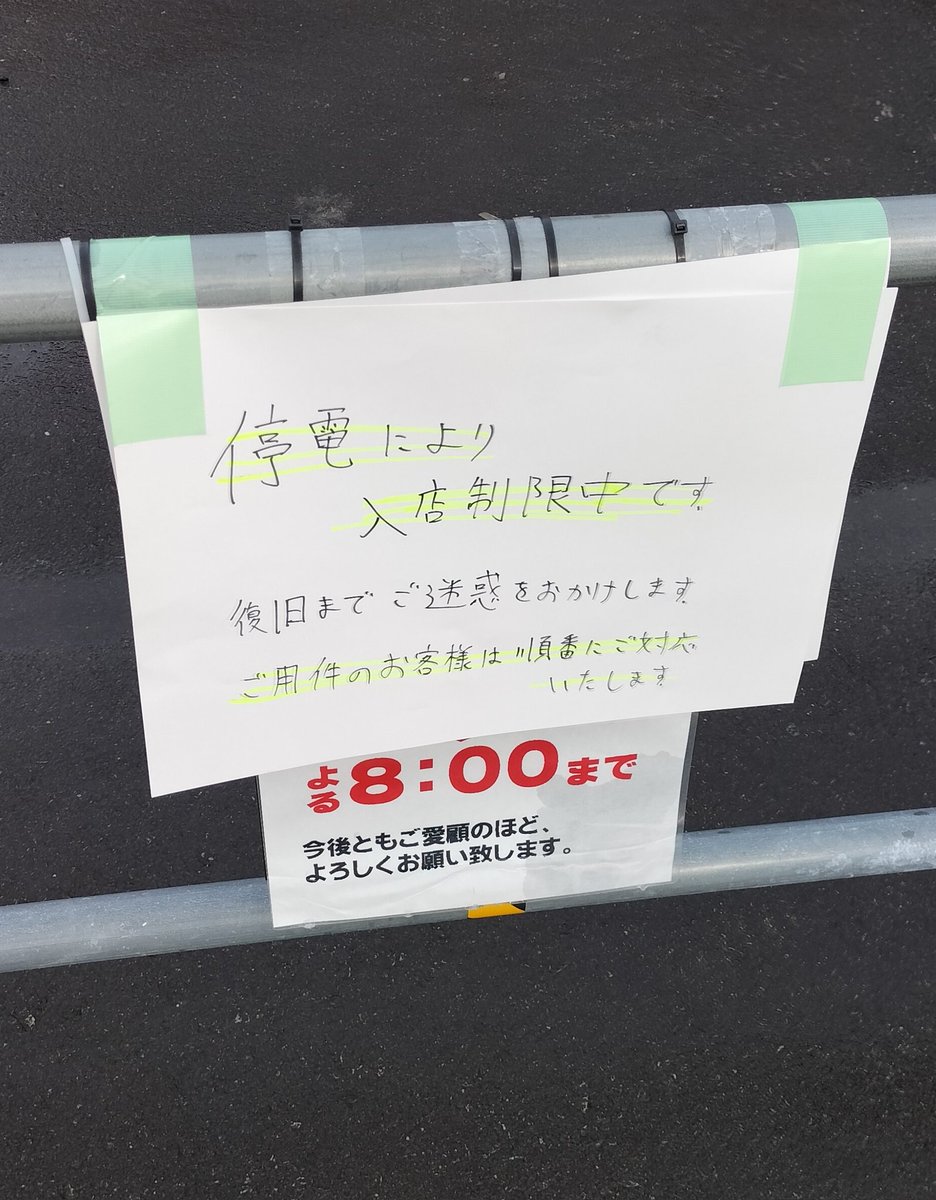 停電により
入店制限中です
復旧までご迷惑をおかけします
ご用件のお客様は順番にご対応
いたします
よる8:00まで
今後ともご愛顧のほど、
よろしくお願い致します。